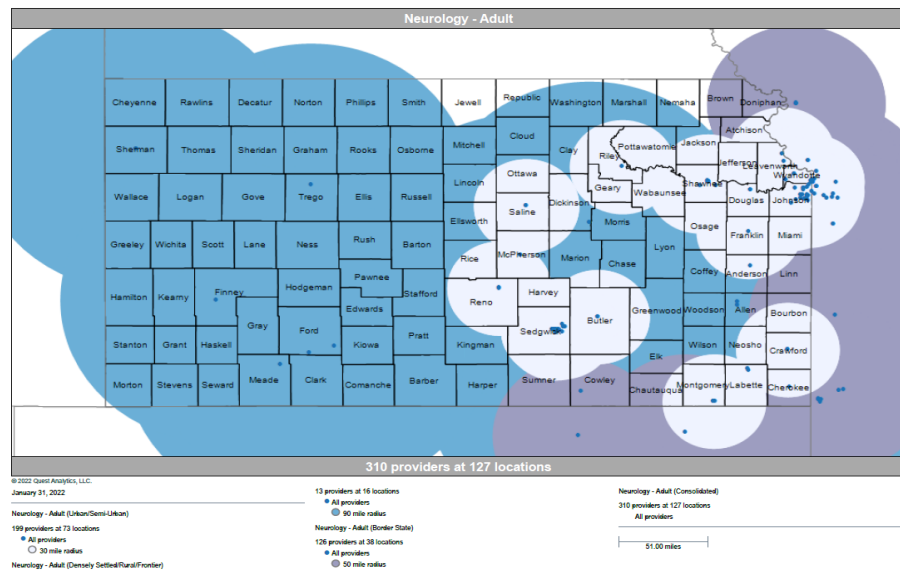 Neurology - Adult
Cheyenne Rawlins Decatur Norton Phillips Smith Jewell Republic Washington Marshall Nemaha Brown Doniphan
Sherman Thomas Sheridan Graham Rooks Osborne Mitchell Cloud Clay Riley Pottawatomie Jackson Atchison
Jefferson Leavenworth
Wallace Logan Gove Trego Ellis Russell Lincoln Ottawa Geary Wabaunsee Shawnee Wyandotte
Saline Dickinson Douglas Johnson
Greeley Wichita Scott Lane Ness Rush Barton Ellsworth Morris Osage Franklin Miami
Rice McPherson Marion Chase Lyon
Hamilton Kearny Finney Hodgeman Pawnee Stafford Coffey Anderson Linn
Edwards Reno Harvey Greenwood Woodson Allen Bourbon
Gray Ford Sedgwick Butler
Stanton Grant Haskell Kiowa Pratt Kingman Wilson Neosho Crawford
Elk
Morton Stevens Seward Meade Clark Comanche Barber Harper Sumner Cowley Chautauqua Montgomery Labette Cherokee
310 providers at 127 locations
© 2022 Quest Analytics, LLC.
January 31, 2022
Neurology - Adult (Urban/Semi-Urban)
199 providers at 73 locations
All providers
30 mile radius
Neurology - Adult (Densely Settled/Rural/Frontier)
13 providers at 16 locations
All providers
90 mile radius
Neurology - Adult (Border State)
126 providers at 38 locations
All providers
50 mile radius
Neurology - Adult (Consolidated)
310 providers at 127 locations
All providers
51.00 miles